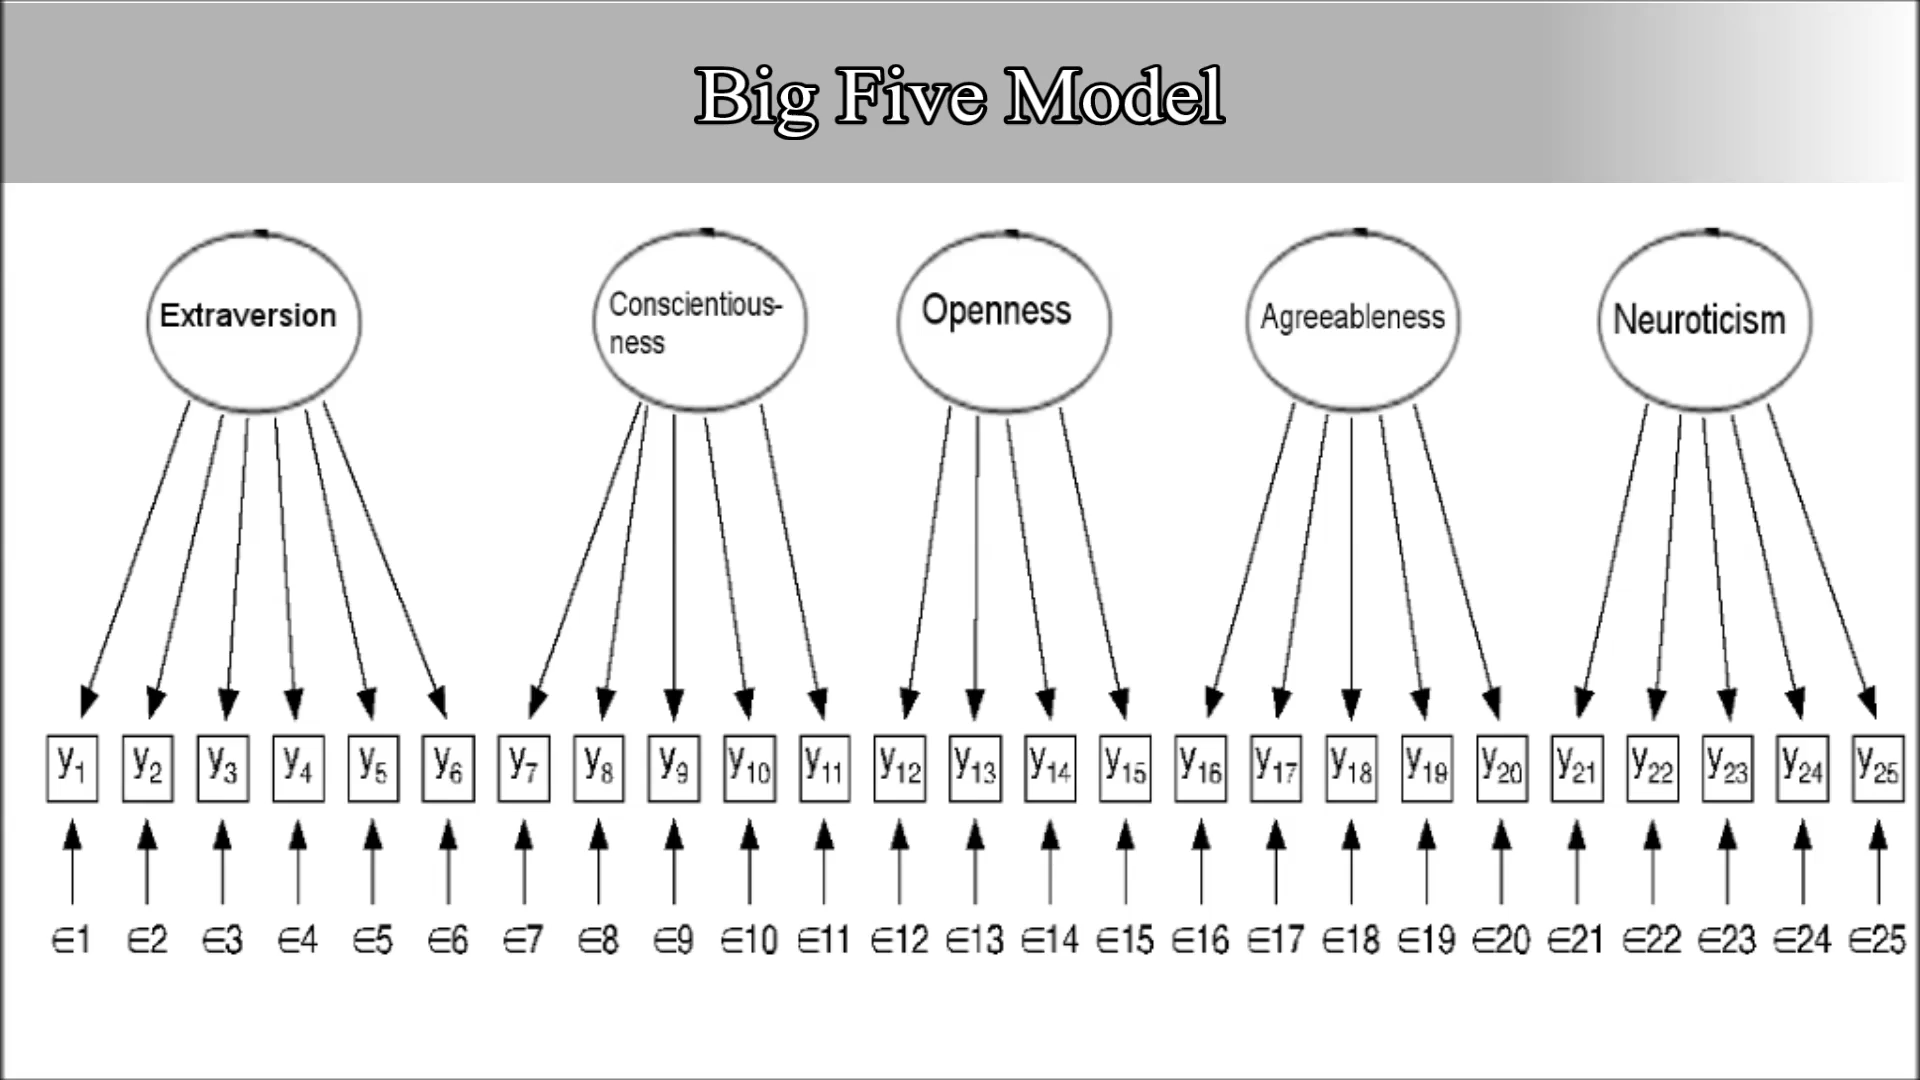 Big Five Model
Extraversion
Conscientious-
ness
Openness
Agreeableness
Neuroticism
y1 y2 y3 y4 y5 y6 y7 y8 y9 y10 y11 y12 y13 y14 y15 y16 y17 y18 y19 y20 y21 y22 y23 y24 y25
∈1 ∈2 ∈3 ∈4 ∈5 ∈6 ∈7 ∈8 ∈9 ∈10 ∈11 ∈12 ∈13 ∈14 ∈15 ∈16 ∈17 ∈18 ∈19 ∈20 ∈21 ∈22 ∈23 ∈24 ∈25